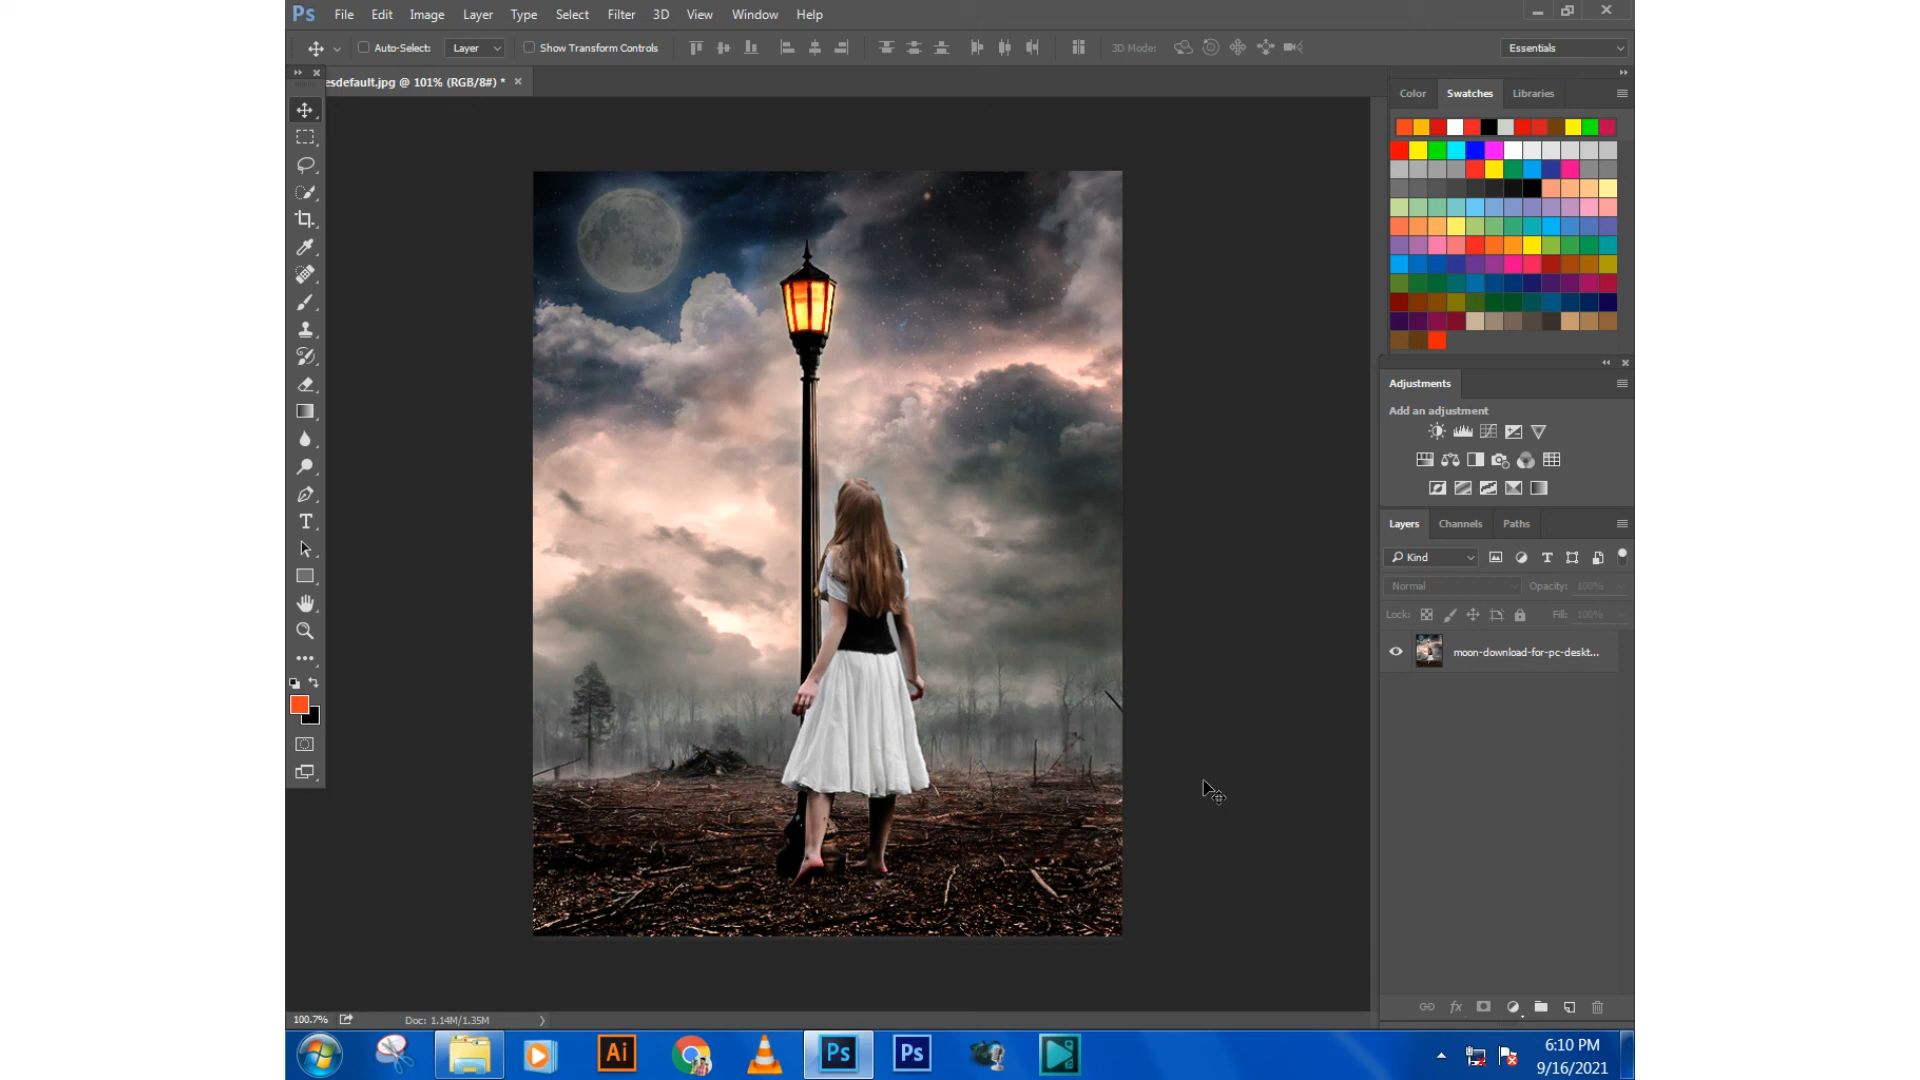 Ps File Edit Image Layer Type Select Filter 3D View Window Help
Auto-Select: Layer Show Transform Controls 3D Mode: Essentials
esdefault.jpg @ 101% (RGB/8#) *
Color Swatches Libraries
Adjustments
Add an adjustment
Layers Channels Paths
Kind
Normal Opacity: 100%
Lock: Fill: 100%
moon-download-for-pc-deskt...
100.7% Doc: 1.14M/1.35M
Ai Ps Ps
6:10 PM
9/16/2021